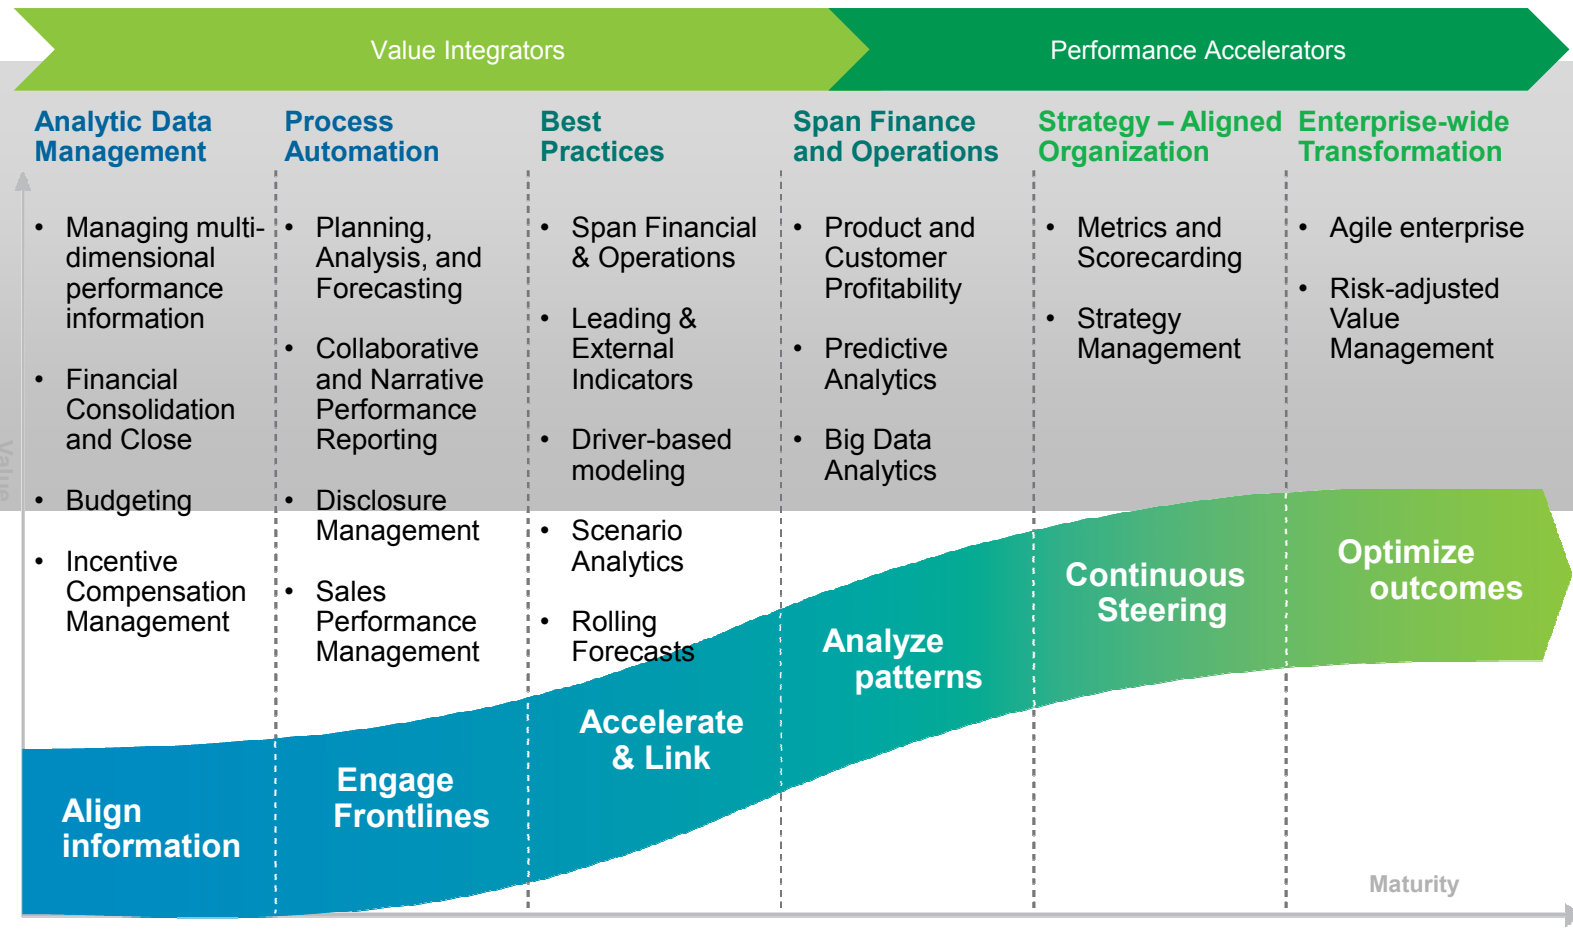 Value Integrators
Performance Accelerators
Analytic Data
Management
• Managing multi-
dimensional
performance
information
• Financial
Consolidation
and Close
• Budgeting
• Incentive
Compensation
Management
Process
Automation
• Planning,
Analysis, and
Forecasting
• Collaborative
and Narrative
Performance
Reporting
• Disclosure
Management
• Sales
Performance
Management
Best
Practices
• Span Financial
& Operations
• Leading &
External
Indicators
• Driver-based
modeling
• Scenario
Analytics
• Rolling
Forecasts
Span Finance
and Operations
• Product and
Customer
Profitability
• Predictive
Analytics
• Big Data
Analytics
Strategy – Aligned
Organization
• Metrics and
Scorecarding
• Strategy
Management
Enterprise-wide
Transformation
• Agile enterprise
• Risk-adjusted
Value
Management
Value
Align
information
Engage
Frontlines
Accelerate
& Link
Analyze
patterns
Continuous
Steering
Optimize
outcomes
Maturity